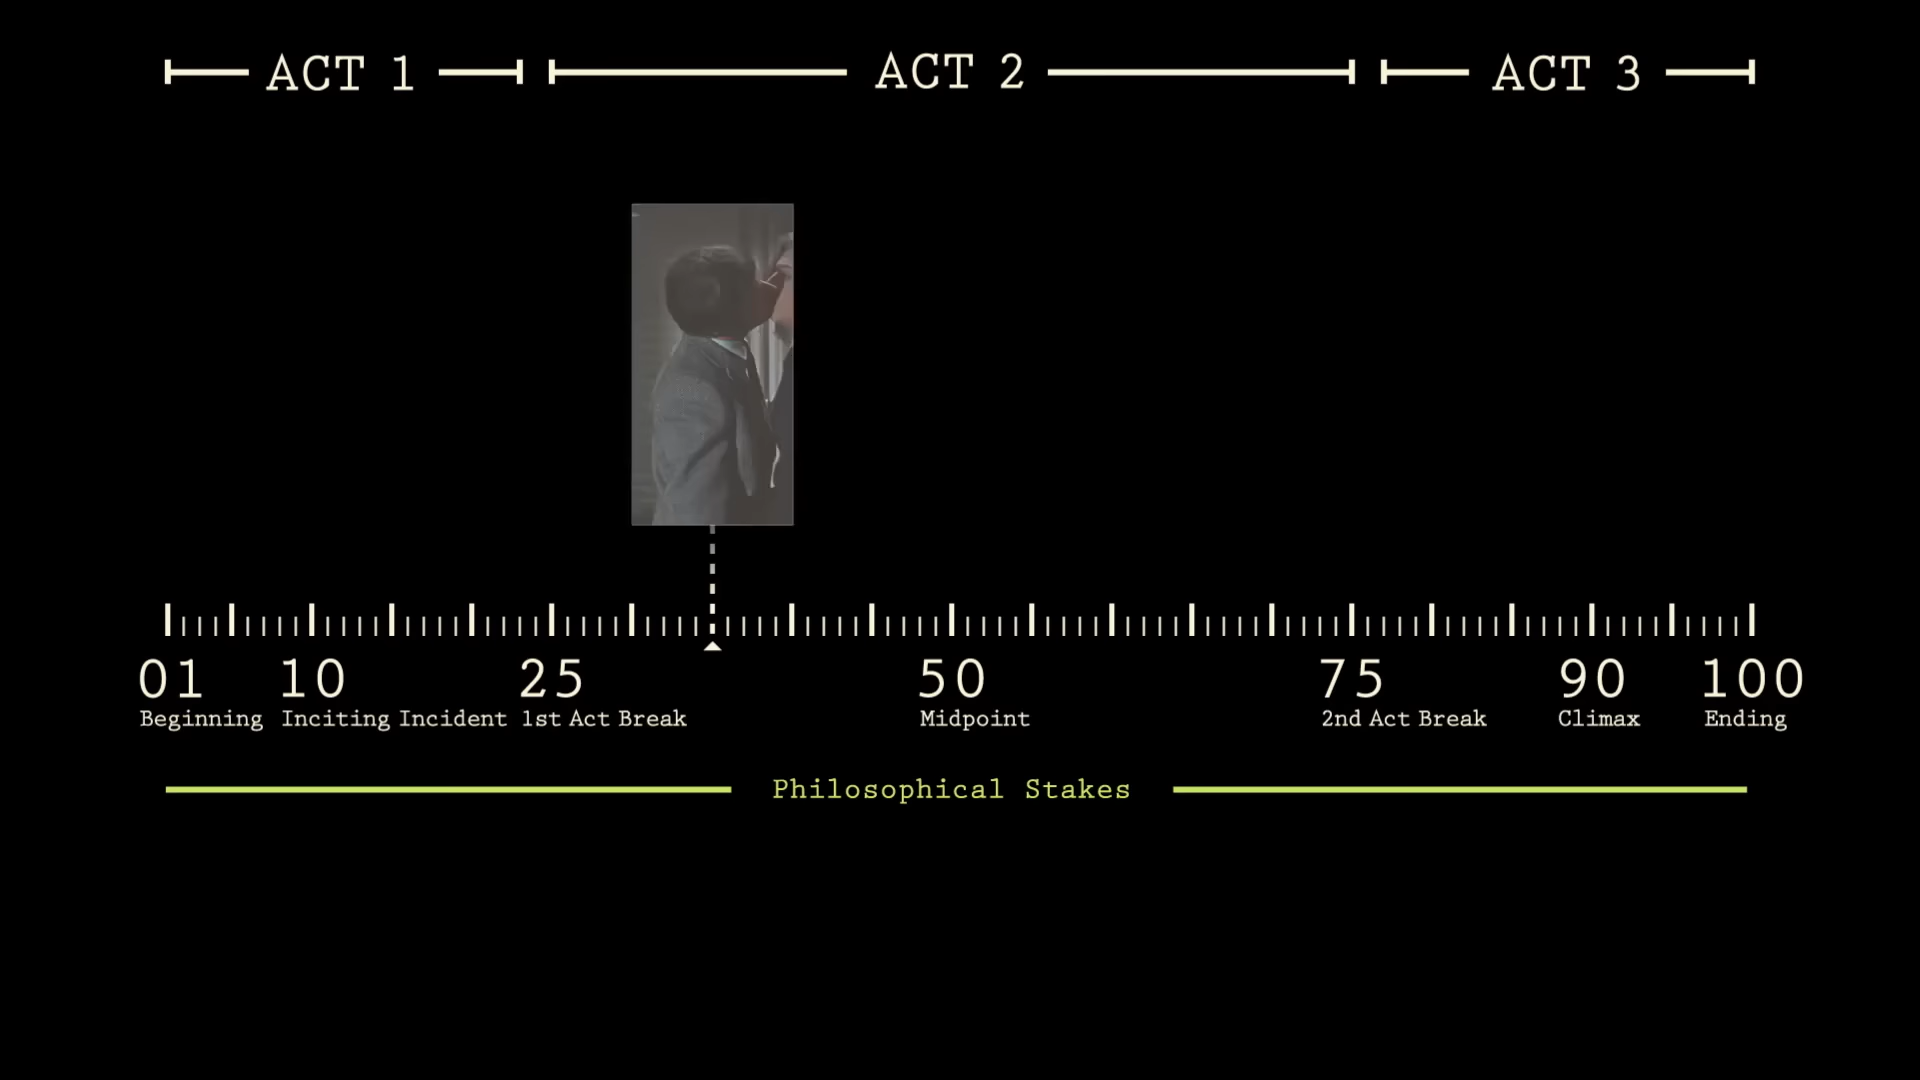 ACT 1 ACT 2 ACT 3
01 10 25 50 75 90 100
Beginning Inciting Incident 1st Act Break Midpoint 2nd Act Break Climax Ending
Philosophical Stakes